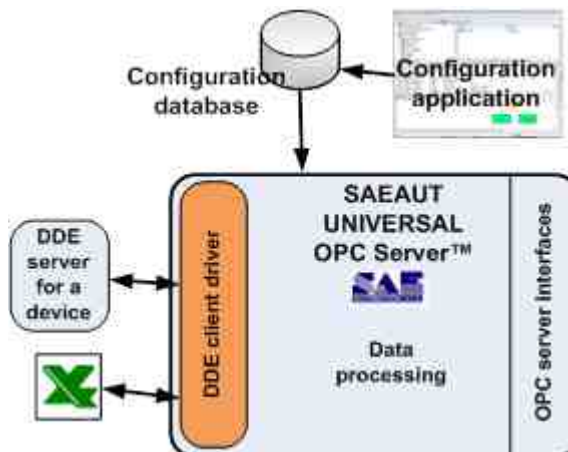 Configuration
database
Configuration
application
SAEAUT
UNIVERSAL
OPC Server™
SAE
Data
processing
DDE client driver
OPC server interfaces
DDE
server
for a
device